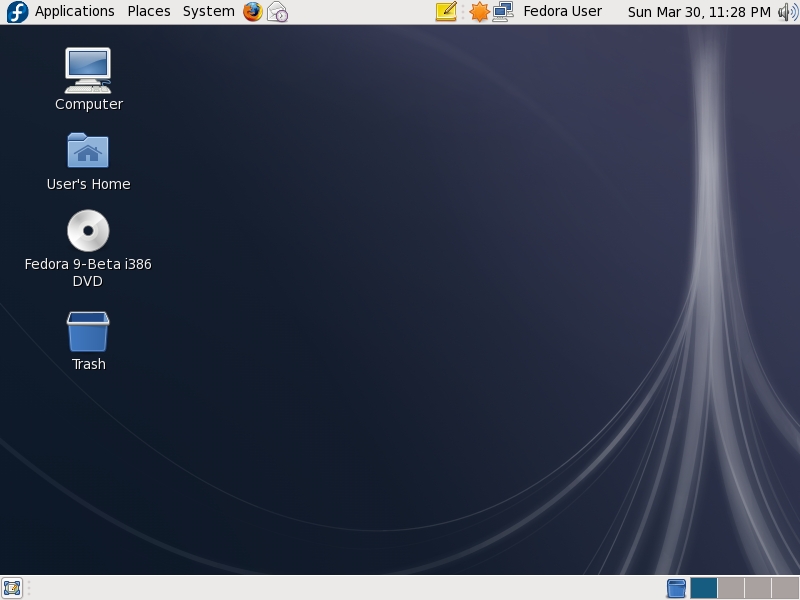 Applications Places System Fedora User Sun Mar 30, 11:28 PM
Computer
User's Home
Fedora 9-Beta i386
DVD
Trash